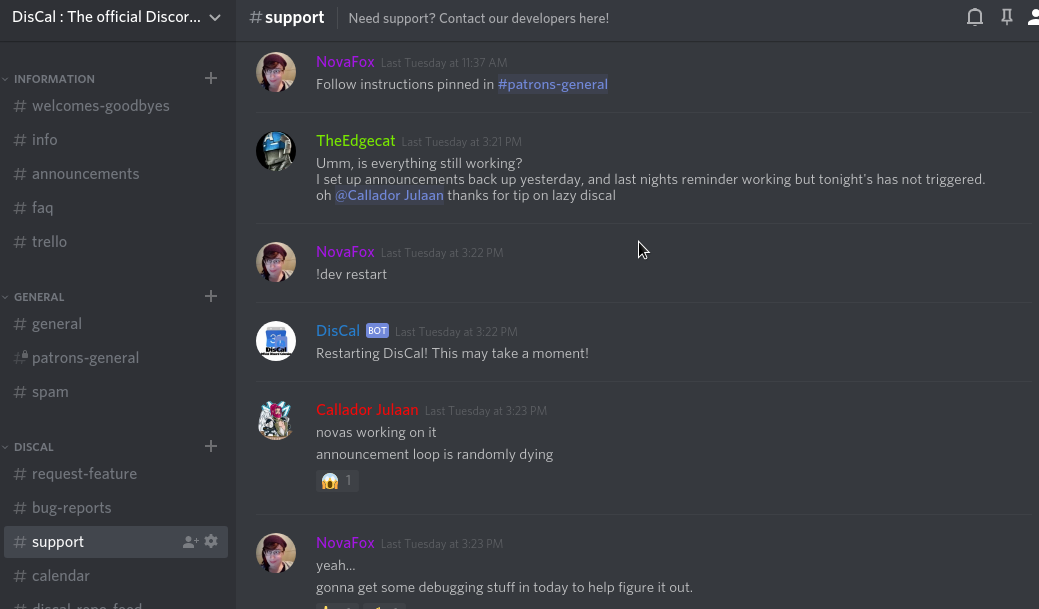 DisCal : The official Discor...
INFORMATION
# welcomes-goodbyes
# info
# announcements
# faq
# trello
GENERAL
# general
# patrons-general
# spam
DISCAL
# request-feature
# bug-reports
# support
# calendar
# discal-repo-feed
# support
Need support? Contact our developers here!
NovaFox Last Tuesday at 11:37 AM
Follow instructions pinned in #patrons-general
TheEdgecat Last Tuesday at 3:21 PM
Umm, is everything still working?
I set up announcements back up yesterday, and last nights reminder working but tonight's has not triggered.
oh @Callador Julaan thanks for tip on lazy discal
NovaFox Last Tuesday at 3:22 PM
!dev restart
DisCal BOT Last Tuesday at 3:22 PM
Restarting DisCal! This may take a moment!
Callador Julaan Last Tuesday at 3:23 PM
novas working on it
announcement loop is randomly dying
1
NovaFox Last Tuesday at 3:23 PM
yeah...
gonna get some debugging stuff in today to help figure it out.